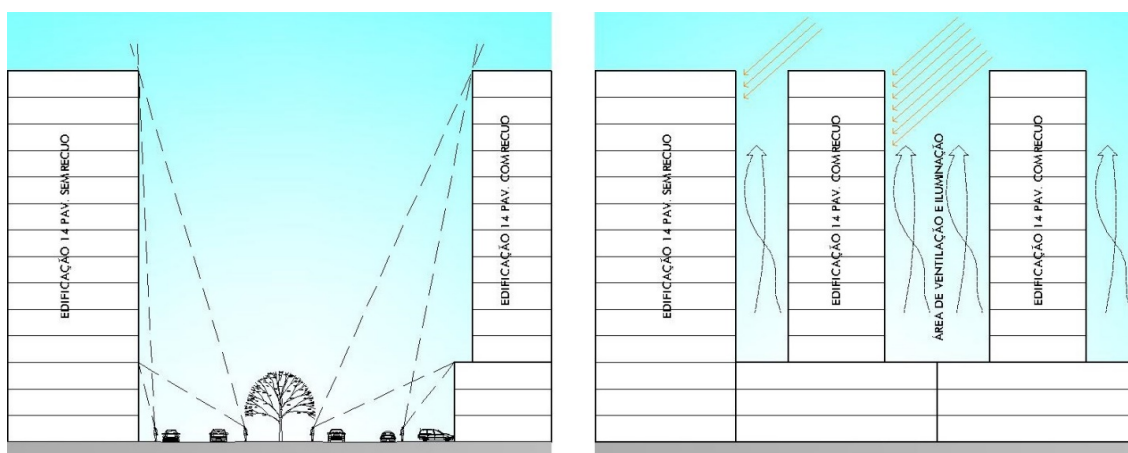 EDIFICAÇÃO 14 PAV. SEM RECUO
EDIFICAÇÃO 14 PAV. COM RECUO
EDIFICAÇÃO 14 PAV. SEM RECUO
EDIFICAÇÃO 14 PAV. COM RECUO
ÁREA DE VENTILAÇÃO E ILUMINAÇÃO
EDIFICAÇÃO 14 PAV. COM RECUO